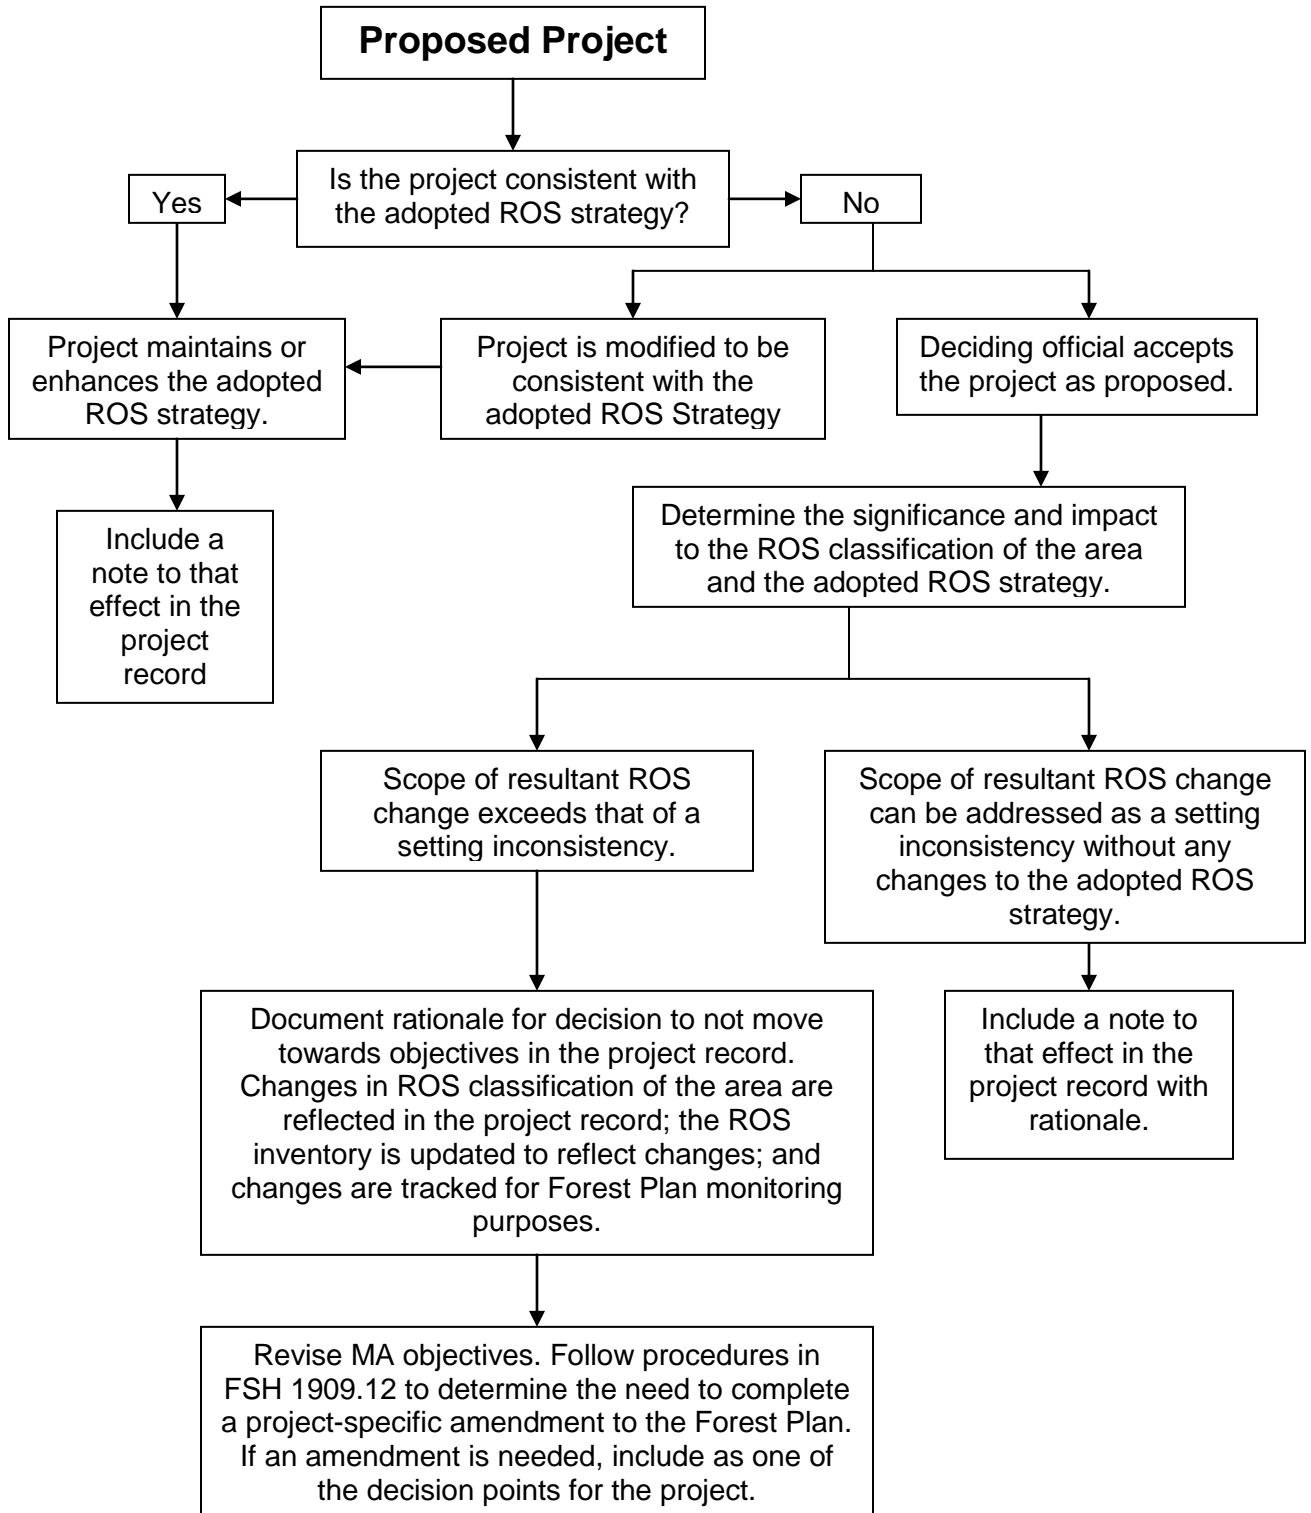 Proposed Project
Is the project consistent with
the adopted ROS strategy?
Yes
No
Project maintains or
enhances the adopted
ROS strategy.
Project is modified to be
consistent with the
adopted ROS Strategy
Deciding official accepts
the project as proposed.
Include a
note to that
effect in the
project
record
Determine the significance and impact
to the ROS classification of the area
and the adopted ROS strategy.
Scope of resultant ROS
change exceeds that of a
setting inconsistency.
Scope of resultant ROS change
can be addressed as a setting
inconsistency without any
changes to the adopted ROS
strategy.
Document rationale for decision to not move
towards objectives in the project record.
Changes in ROS classification of the area are
reflected in the project record; the ROS
inventory is updated to reflect changes; and
changes are tracked for Forest Plan monitoring
purposes.
Include a note to
that effect in the
project record with
rationale.
Revise MA objectives. Follow procedures in
FSH 1909.12 to determine the need to complete
a project-specific amendment to the Forest Plan.
If an amendment is needed, include as one of
the decision points for the project.